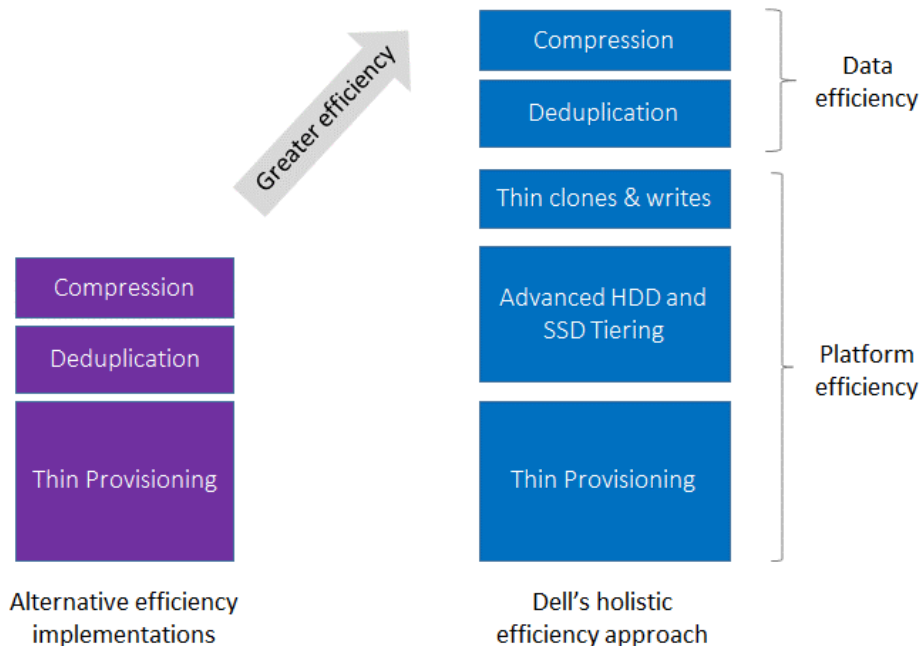 Greater efficiency
Compression
Deduplication
Thin Provisioning
Alternative efficiency
implementations
Compression
Deduplication
Thin clones & writes
Advanced HDD and
SSD Tiering
Thin Provisioning
Dell’s holistic
efficiency approach
Data
efficiency
Platform
efficiency